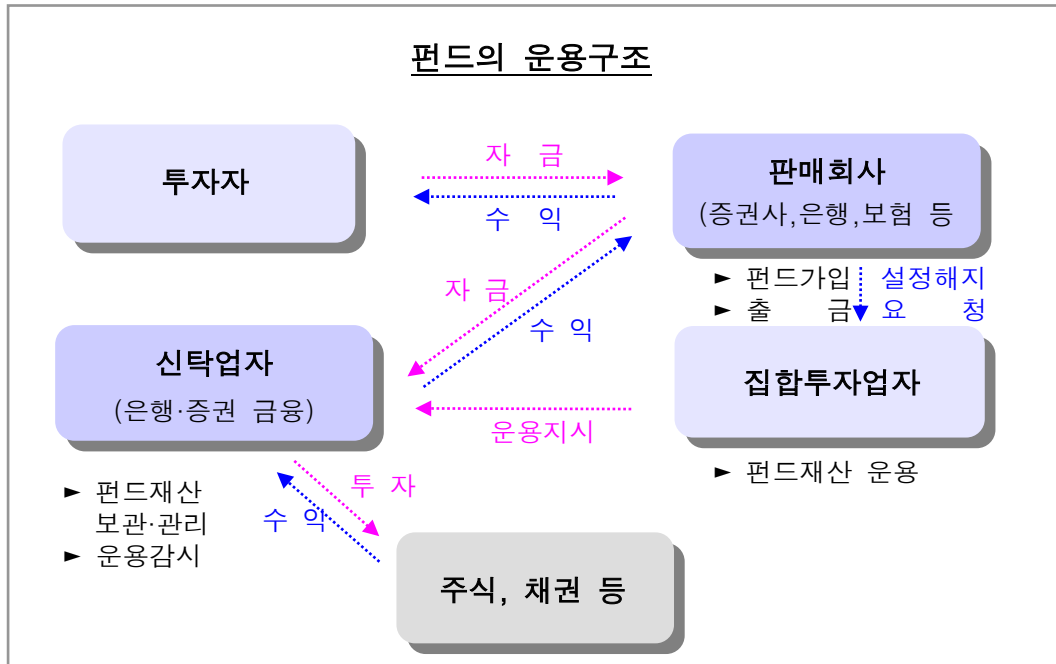 펀드의 운용구조
투자자
자 금
수 익
판매회사
(증권사,은행,보험 등
► 펀드가입
► 출 금
설정해지
요 청
자 금
수 익
신탁업자
(은행·증권 금융)
집합투자업자
운용지시
► 펀드재산 운용
► 펀드재산
보관·관리
► 운용감시
투 자
수 익
주식, 채권 등